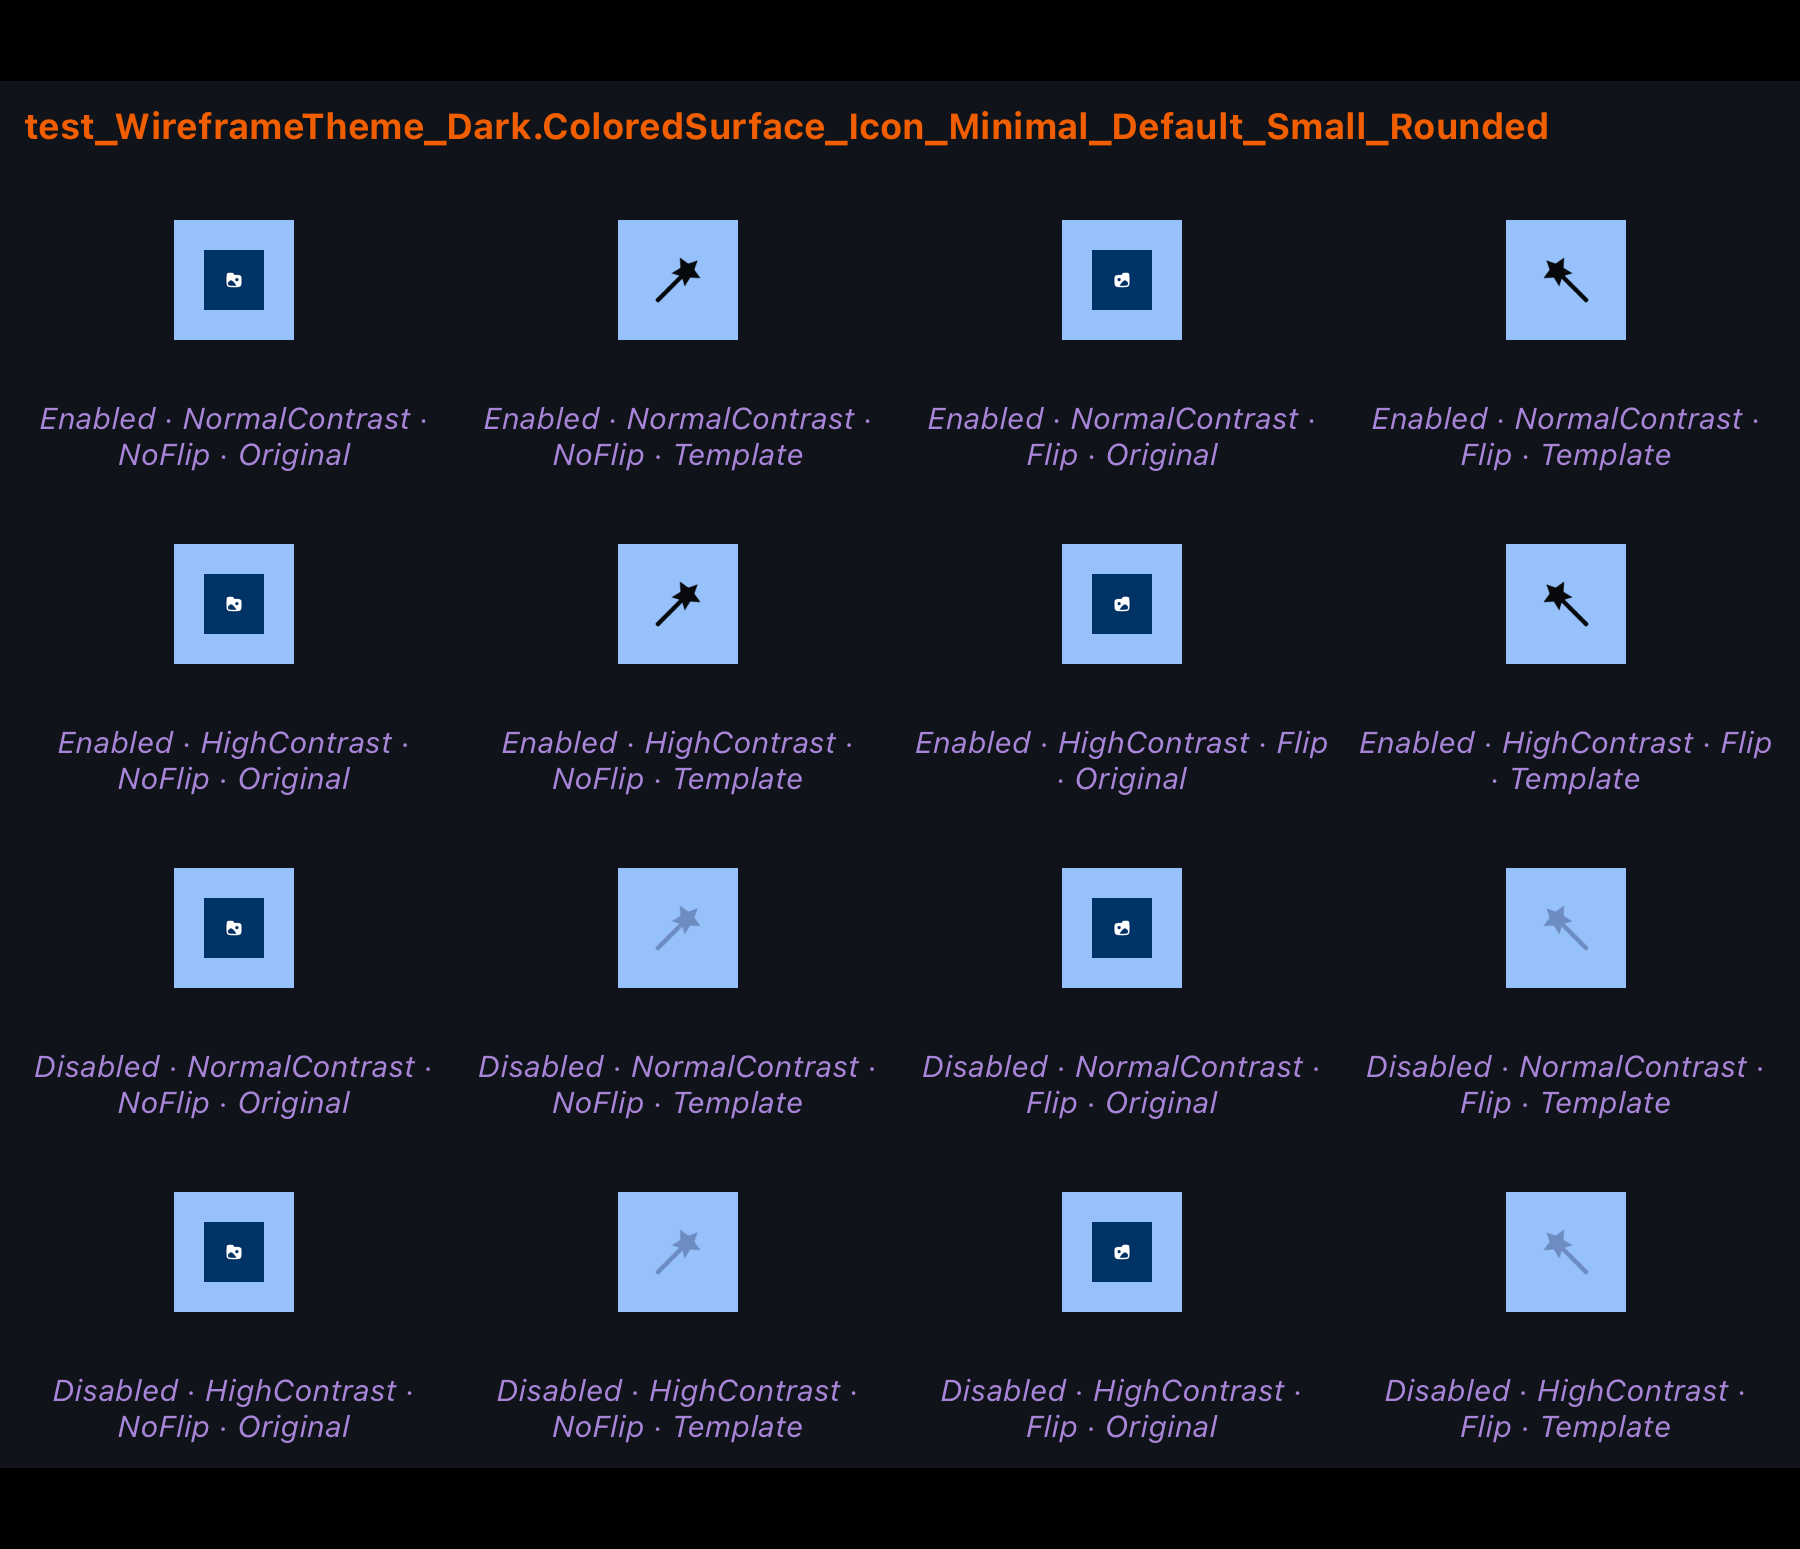 test_WireframeTheme_Dark.ColoredSurface_Icon_Minimal_Default_Small_Rounded
Enabled · NormalContrast ·
NoFlip · Original
Enabled · NormalContrast ·
NoFlip · Template
Enabled · NormalContrast ·
Flip · Original
Enabled · NormalContrast ·
Flip · Template
Enabled · HighContrast ·
NoFlip · Original
Enabled · HighContrast ·
NoFlip · Template
Enabled · HighContrast · Flip
· Original
Enabled · HighContrast · Flip
· Template
Disabled · NormalContrast ·
NoFlip · Original
Disabled · NormalContrast ·
NoFlip · Template
Disabled · NormalContrast ·
Flip · Original
Disabled · NormalContrast ·
Flip · Template
Disabled · HighContrast ·
NoFlip · Original
Disabled · HighContrast ·
NoFlip · Template
Disabled · HighContrast ·
Flip · Original
Disabled · HighContrast ·
Flip · Template